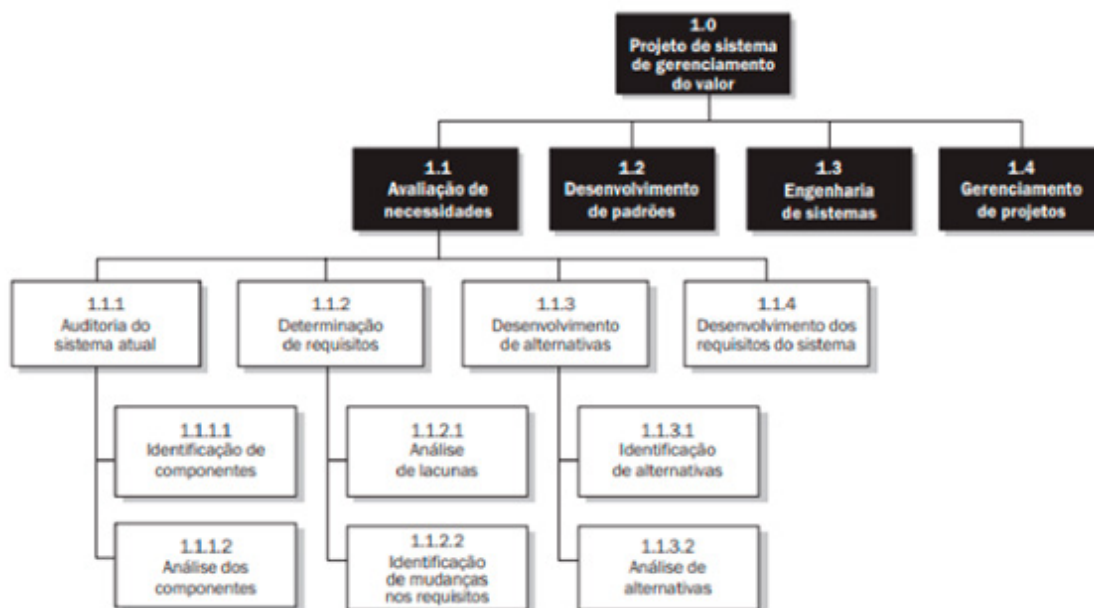 1.0
Projeto de sistema
de gerenciamento
do valor
1.1
Avaliação de
necessidades
1.2
Desenvolvimento
de padrões
1.3
Engenharia
de sistemas
1.4
Gerenciamento
de projetos
1.1.1
Auditoria do
sistema atual
1.1.2
Determinação
de requisitos
1.1.3
Desenvolvimento
de alternativas
1.1.4
Desenvolvimento dos
requisitos do sistema
1.1.1.1
Identificação de
componentes
1.1.2.1
Análise
de lacunas
1.1.3.1
Identificação
de alternativas
1.1.1.2
Análise dos
componentes
1.1.2.2
Identificação
de mudanças
nos requisitos
1.1.3.2
Análise de
alternativas